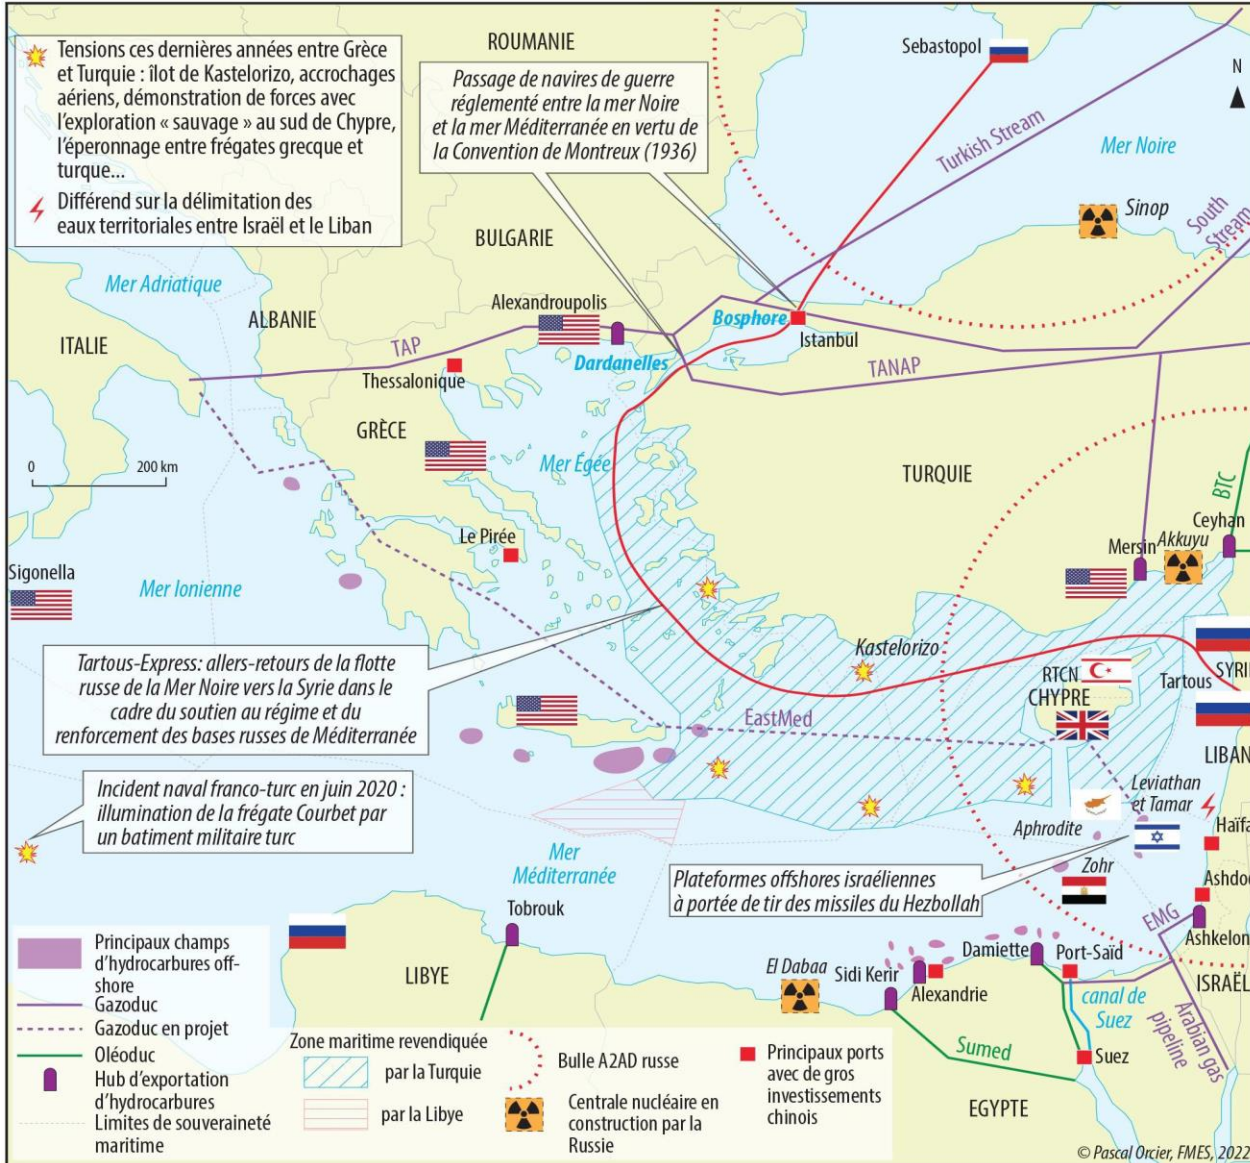 Tensions ces dernières années entre Grèce
et Turquie : îlot de Kastelorizo, accrochages
aériens, démonstration de forces avec
l'exploration « sauvage » au sud de Chypre,
l'éperonnage entre frégates grecque et
turque...
Différend sur la délimitation des
eaux territoriales entre Israël et le Liban
ROUMANIE
Passage de navires de guerre
réglementé entre la mer Noire
et la mer Méditerranée en vertu de
la Convention de Montreux (1936)
Sebastopol
N
Turkish Stream
Mer Noire
Sinop
South
Stream
BULGARIE
Mer Adriatique
ALBANIE
ITALIE
Alexandroupolis
Bosphore
Istanbul
TAP
Dardanelles
Thessalonique
TANAP
GRÈCE
0
200 km
Mer Égée
TURQUIE
BTC
Ceyhan
Mersin
Akkuyu
Le Pirée
Sigonella
Mer Ionienne
Tartous-Express: allers-retours de la flotte
russe de la Mer Noire vers la Syrie dans le
cadre du soutien au régime et du
renforcement des bases russes de Méditerranée
Kastelorizo
RTCN
CHYPRE
Tartous
SYRI
EastMed
LIBAN
Incident naval franco-turc en juin 2020 :
illumination de la frégate Courbet par
un batiment militaire turc
Leviathan
et Tamar
Aphrodite
Haïfa
Mer
Méditerranée
Plateformes offshores israéliennes
à portée de tir des missiles du Hezbollah
Zohr
Ashdod
EMG
Ashkelon
Tobrouk
LIBYE
El Dabaa
Sidi Kerir
Alexandrie
Damiette
Port-Saïd
ISRAËL
canal de
Suez
Arabian gas
pipeline
Sumed
Suez
EGYPTE
Principaux champs
d'hydrocarbures off-
shore
Gazoduc
Gazoduc en projet
Oléoduc
Hub d'exportation
d'hydrocarbures
Limites de souveraineté
maritime
Zone maritime revendiquée
par la Turquie
par la Libye
Bulle A2AD russe
Centrale nucléaire en
construction par la
Russie
Principaux ports
avec de gros
investissements
chinois
© Pascal Orcier, FMES, 2022